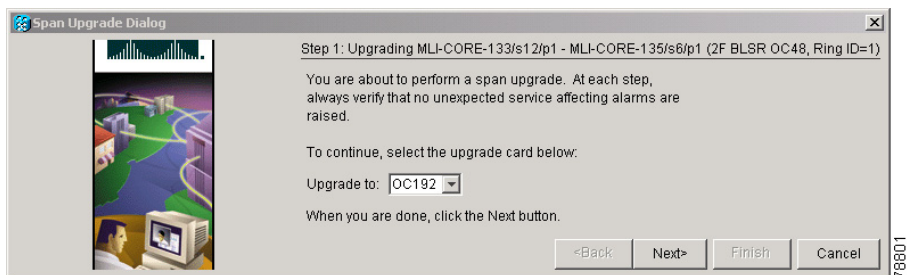 Span Upgrade Dialog
Step 1: Upgrading MLI-CORE-133/s12/p1 - MLI-CORE-135/s6/p1 (2F BLSR OC48, Ring ID=1)
You are about to perform a span upgrade. At each step,
always verify that no unexpected service affecting alarms are
raised.
To continue, select the upgrade card below:
Upgrade to: OC192
When you are done, click the Next button.
<Back Next> Finish Cancel
78801